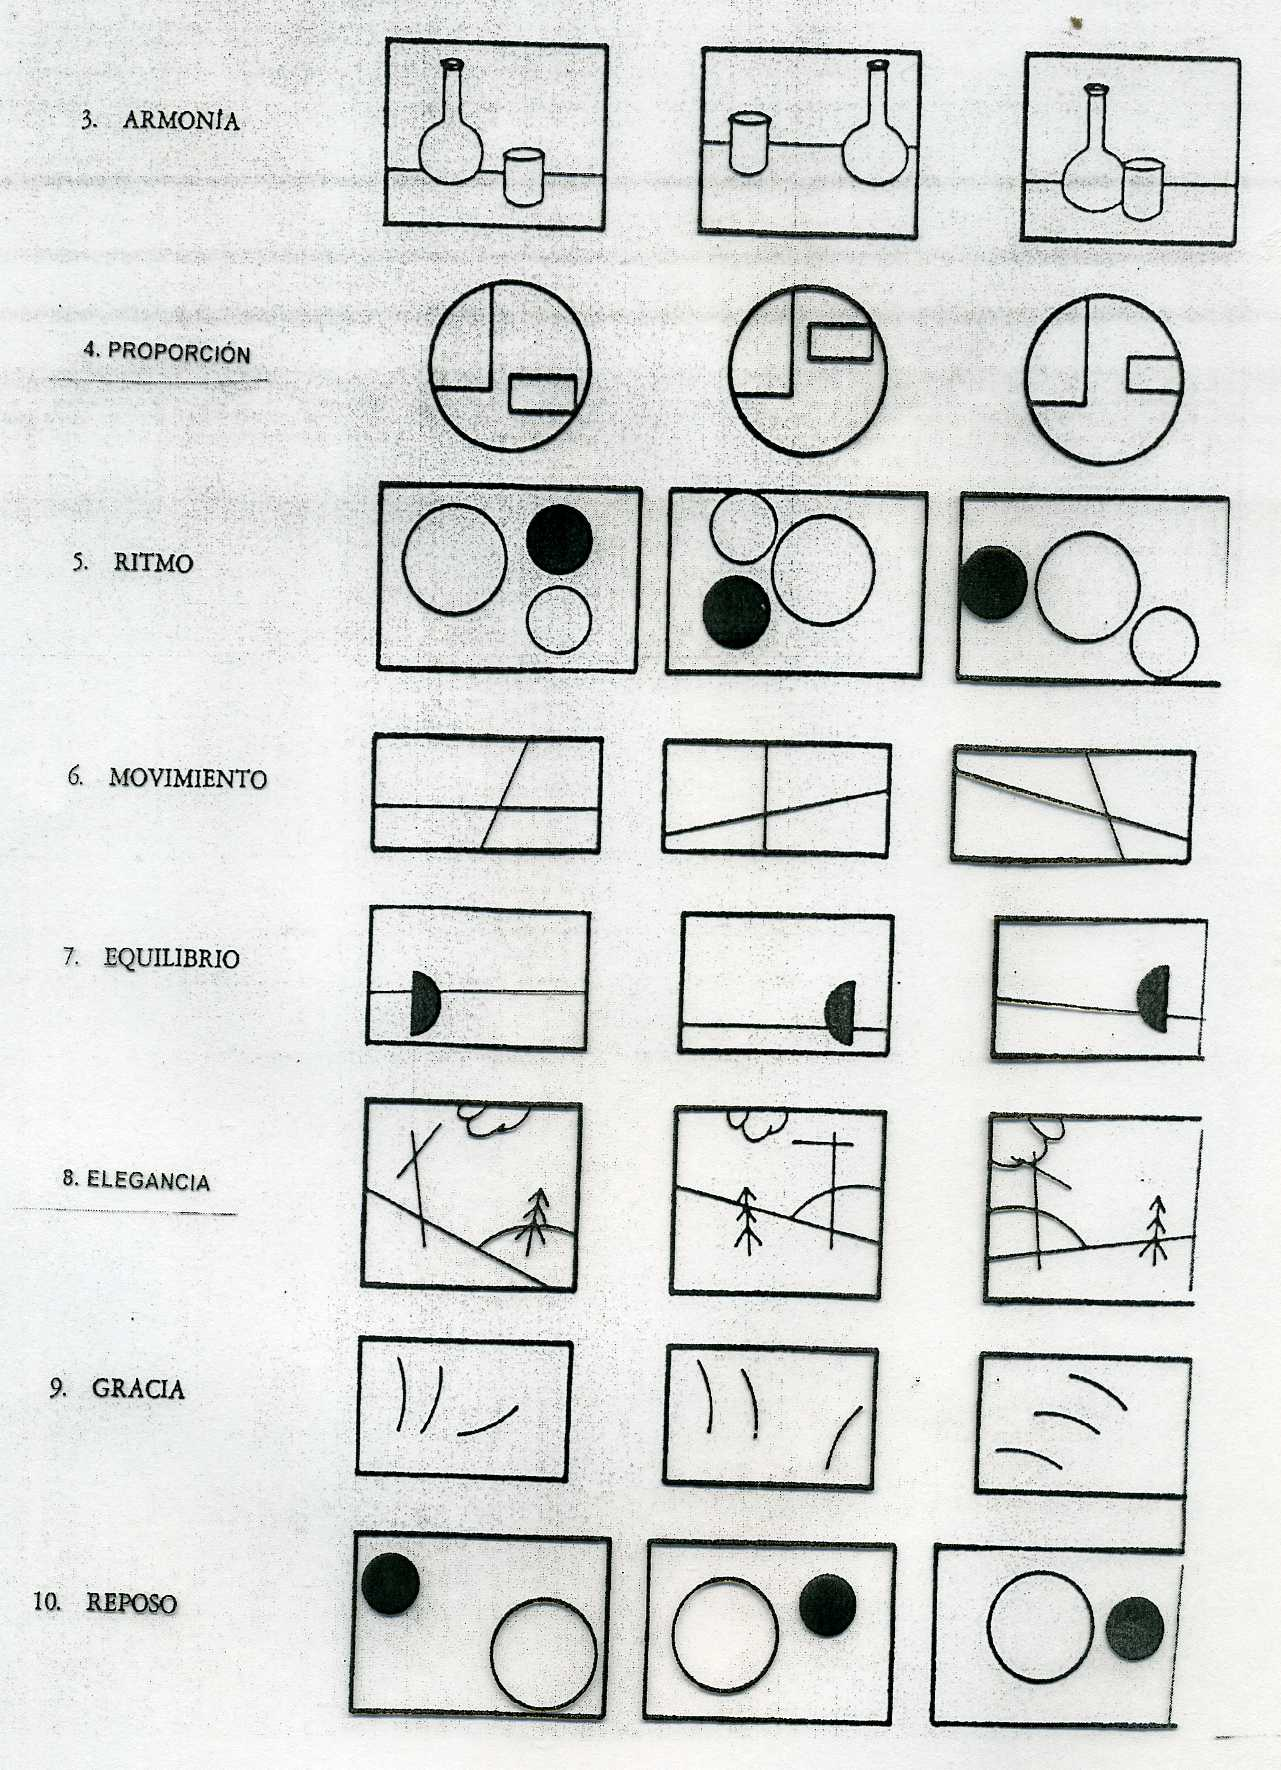 3. ARMONÍA
4. PROPORCIÓN
5. RITMO
6. MOVIMIENTO
7. EQUILIBRIO
8. ELEGANCIA
9. GRACIA
10. REPOSO